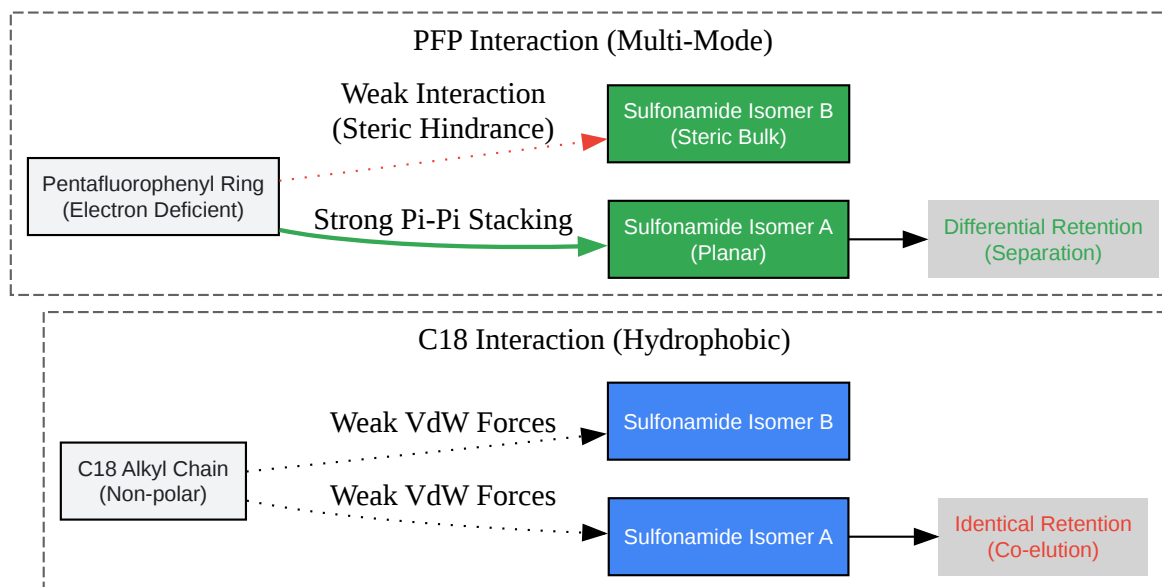 PFP Interaction (Multi-Mode)
Weak Interaction
(Steric Hindrance)
Sulfonamide Isomer B
(Steric Bulk)
Pentafluorophenyl Ring
(Electron Deficient)
Strong Pi-Pi Stacking
Sulfonamide Isomer A
(Planar)
Differential Retention
(Separation)
C18 Interaction (Hydrophobic)
Weak VdW Forces
Sulfonamide Isomer B
C18 Alkyl Chain
(Non-polar)
Weak VdW Forces
Sulfonamide Isomer A
Identical Retention
(Co-elution)